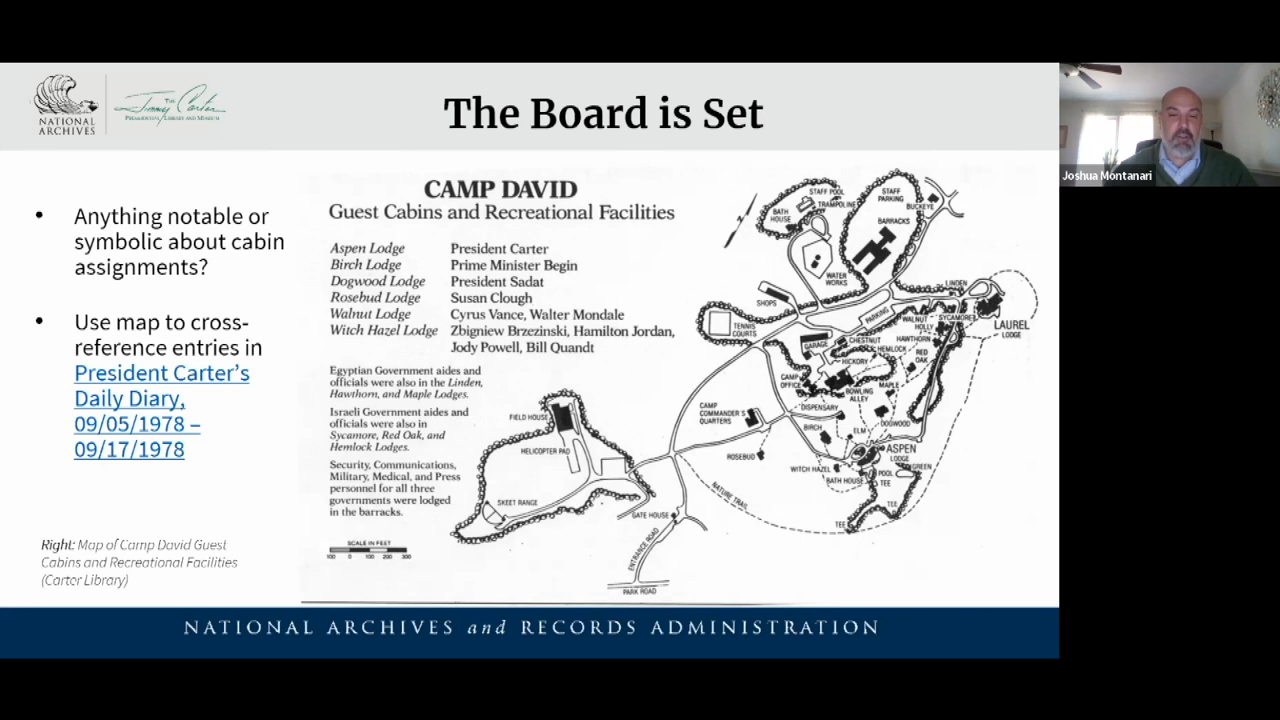 NATIONAL
ARCHIVES
THE
Jimmy Carter
PRESIDENTIAL LIBRARY AND MUSEUM
The Board is Set
Joshua Montanari
• Anything notable or
symbolic about cabin
assignments?
• Use map to cross-
reference entries in
President Carter's
Daily Diary,
09/05/1978 –
09/17/1978
Right: Map of Camp David Guest
Cabins and Recreational Facilities
(Carter Library)
CAMP DAVID
Guest Cabins and Recreational Facilities
Aspen Lodge President Carter
Birch Lodge Prime Minister Begin
Dogwood Lodge President Sadat
Rosebud Lodge Susan Clough
Walnut Lodge Cyrus Vance, Walter Mondale
Witch Hazel Lodge Zbigniew Brzezinski, Hamilton Jordan,
Jody Powell, Bill Quandt
Egyptian Government aides and
officials were also in the Linden,
Hawthorn, and Maple Lodges.
Israeli Government aides and
officials were also in
Sycamore, Red Oak, and
Hemlock Lodges.
Security, Communications,
Military, Medical, and Press
personnel for all three
governments were lodged
in the barracks.
SCALE IN FEET
100 0 100 200 300
N
STAFF POOL
TRAMPOLINE
BATH
HOUSE
STAFF
PARKING
BUCKEYE
BARRACKS
WATER
WORKS
SHOPS
LINDEN
PARKING
TENNIS
COURTS
WALNUT
HOLLY
SYCAMORE
LAUREL
LODGE
GARAGE
CHESTNUT
HEMLOCK
HAWTHORN
RED
OAK
HICKORY
CAMP
OFFICE
BOWLING
ALLEY
MAPLE
DISPENSARY
CAMP
COMMANDER'S
QUARTERS
DOGWOOD
BIRCH
ELM
ASPEN
LODGE
ROSEBUD
WITCH HAZEL
BATH HOUSE
POOL
GREEN
TEE
TEE
TEE
FIELD HOUSE
HELICOPTER PAD
SKEET RANGE
NATURE TRAIL
GATE HOUSE
ENTRANCE ROAD
PARK ROAD
NATIONAL ARCHIVES and RECORDS ADMINISTRATION